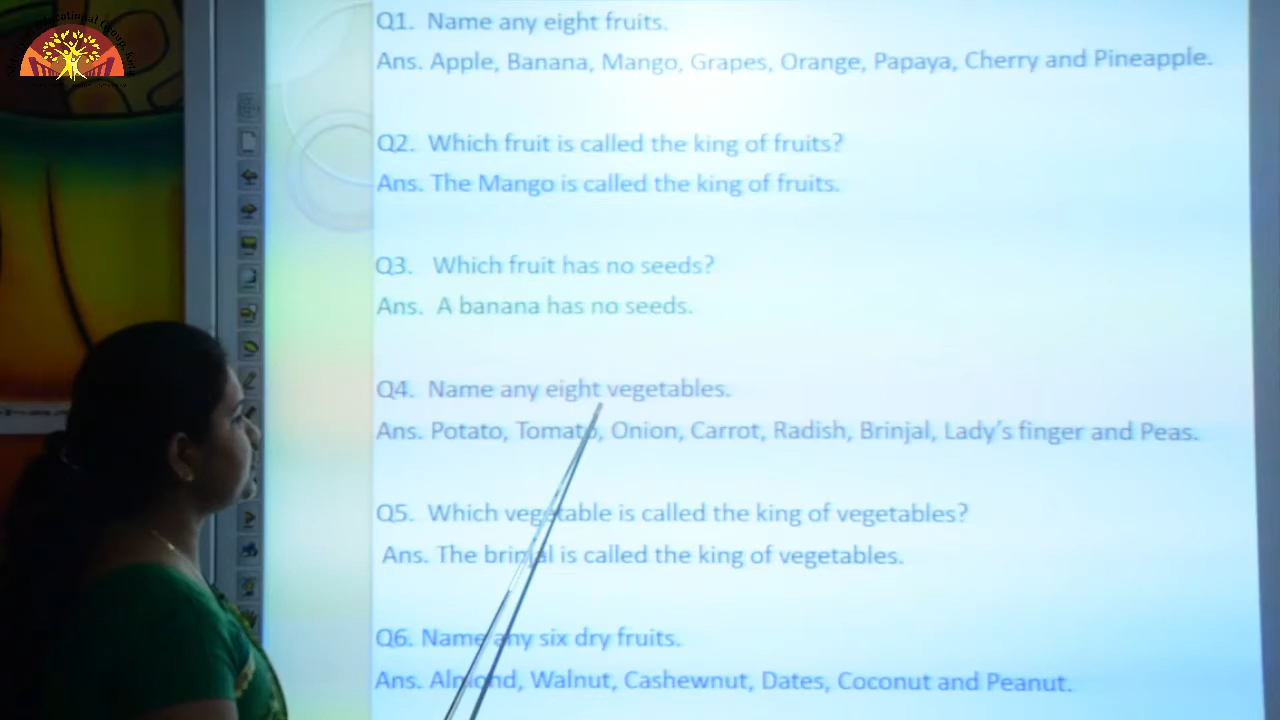 Q1. Name any eight fruits.
Ans. Apple, Banana, Mango, Grapes, Orange, Papaya, Cherry and Pineapple.
Q2. Which fruit is called the king of fruits?
Ans. The Mango is called the king of fruits.
Q3. Which fruit has no seeds?
Ans. A banana has no seeds.
Q4. Name any eight vegetables.
Ans. Potato, Tomato, Onion, Carrot, Radish, Brinjal, Lady's finger and Peas.
Q5. Which vegetable is called the king of vegetables?
Ans. The brinjal is called the king of vegetables.
Q6. Name any six dry fruits.
Ans. Almond, Walnut, Cashewnut, Dates, Coconut and Peanut.